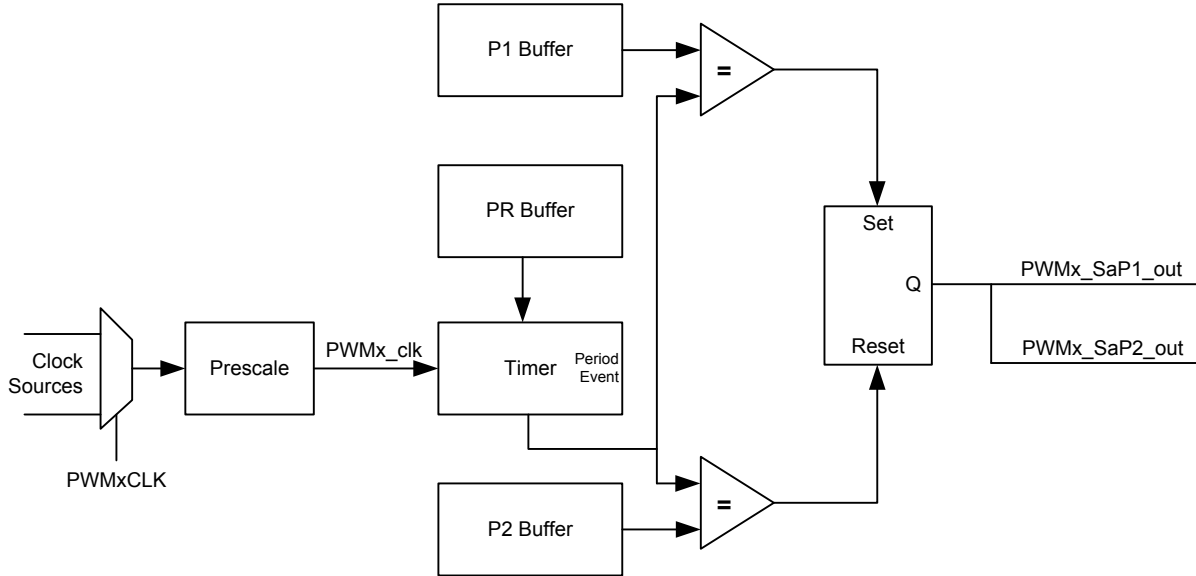 P1 Buffer
=
PR Buffer
Set
Q
PWMx_SaP1_out
Clock
Sources
Prescale
PWMx_clk
Timer
Period
Event
Reset
PWMx_SaP2_out
PWMxCLK
P2 Buffer
=